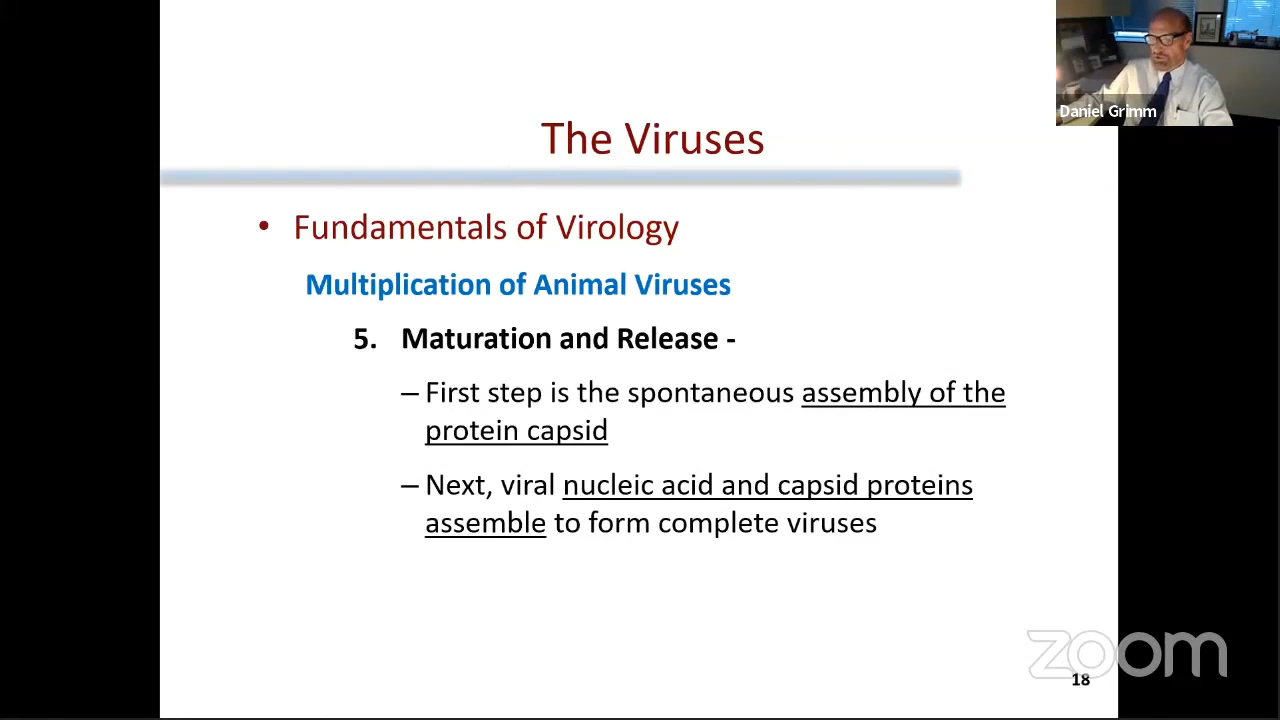 Daniel Grimm
The Viruses
• Fundamentals of Virology
Multiplication of Animal Viruses
5. Maturation and Release -
– First step is the spontaneous assembly of the
protein capsid
– Next, viral nucleic acid and capsid proteins
assemble to form complete viruses
zoom
18